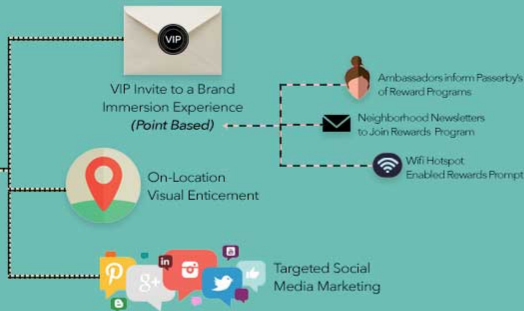 VIP
VIP Invite to a Brand
Immersion Experience
(Point Based)
Ambassadors inform Passerby's
of Reward Programs
Neighborhood Newsletters
to Join Rewards Program
Wifi Hotspot
Enabled Rewards Prompt
On-Location
Visual Enticement
in
g+
Targeted Social
Media Marketing